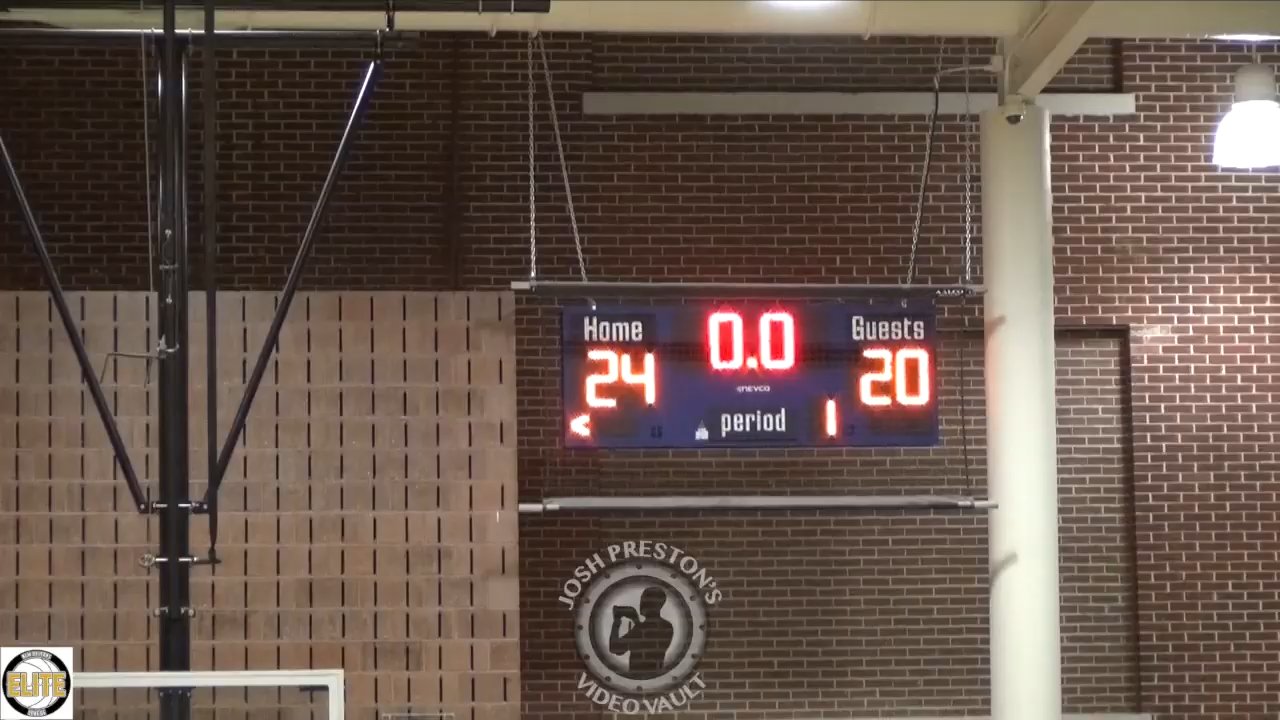 Home 0.0 Guests
24 20
NEVCO
< period 1
JOSH PRESTON'S
VIDEO VAULT
ELITE